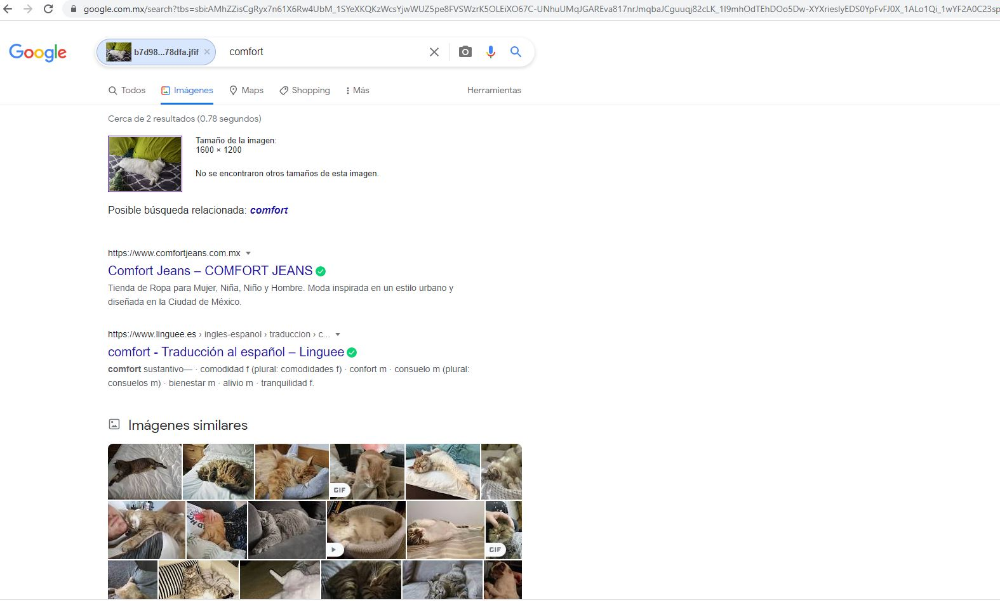 google.com.mx/search?tbs=sbi:AMhZZisCgRyx7n61X6Rw4UbM_1SYeXKQKzWcsYjwWUZ5pe8FVSWzrK5OLEiXO67C-UNhuUMqJGAREva817nrJmqbaJCguuqj82cLK_1I9mhOdTEhDOo5Dw-XYXriesIyEDS0YpFvFJ0X_1ALo1Qi_1wYF2A0C23sp
Google
b7d98...78dfa.jfif
comfort
Todos
Imágenes
Maps
Shopping
Más
Herramientas
Cerca de 2 resultados (0.78 segundos)
Tamaño de la imagen:
1600 × 1200
No se encontraron otros tamaños de esta imagen.
Posible búsqueda relacionada: comfort
https://www.comfortjeans.com.mx
Comfort Jeans – COMFORT JEANS
Tienda de Ropa para Mujer, Niña, Niño y Hombre. Moda inspirada en un estilo urbano y
diseñada en la Ciudad de México.
https://www.linguee.es › ingles-espanol › traduccion › c...
comfort - Traducción al español – Linguee
comfort sustantivo— · comodidad f (plural: comodidades f) · confort m · consuelo m (plural:
consuelos m) · bienestar m · alivio m · tranquilidad f.
Imágenes similares
GIF
GIF